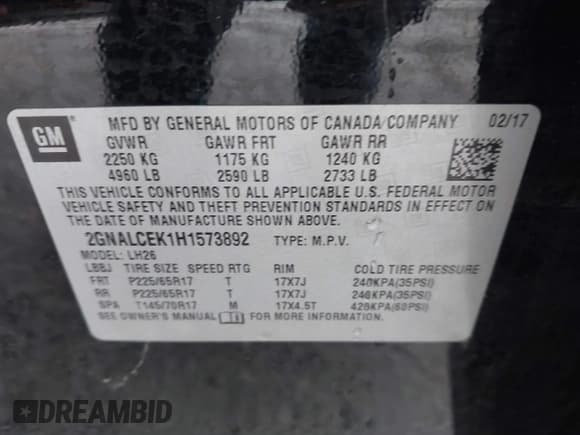 GM
MFD BY GENERAL MOTORS OF CANADA COMPANY 02/17
GVWR GAWR FRT GAWR RR
2250 KG 1175 KG 1240 KG
4960 LB 2590 LB 2733 LB
THIS VEHICLE CONFORMS TO ALL APPLICABLE U.S. FEDERAL MOTOR
VEHICLE SAFETY AND THEFT PREVENTION STANDARDS IN EFFECT ON
THE DATE OF MANUFACTURE SHOWN ABOVE.
2GNALCEK1H1573892 TYPE: M.P.V.
MODEL: LH26
LBBJ TIRE SIZE SPEED RTG RIM COLD TIRE PRESSURE
FRT P225/65R17 T 17X7J 240KPA(35PSI)
RR P225/65R17 T 17X7J 240KPA(35PSI)
SPA T145/70R17 M 17X4.5T 420KPA(60PSI)
SEE OWNER'S MANUAL FOR MORE INFORMATION.
DREAMBID